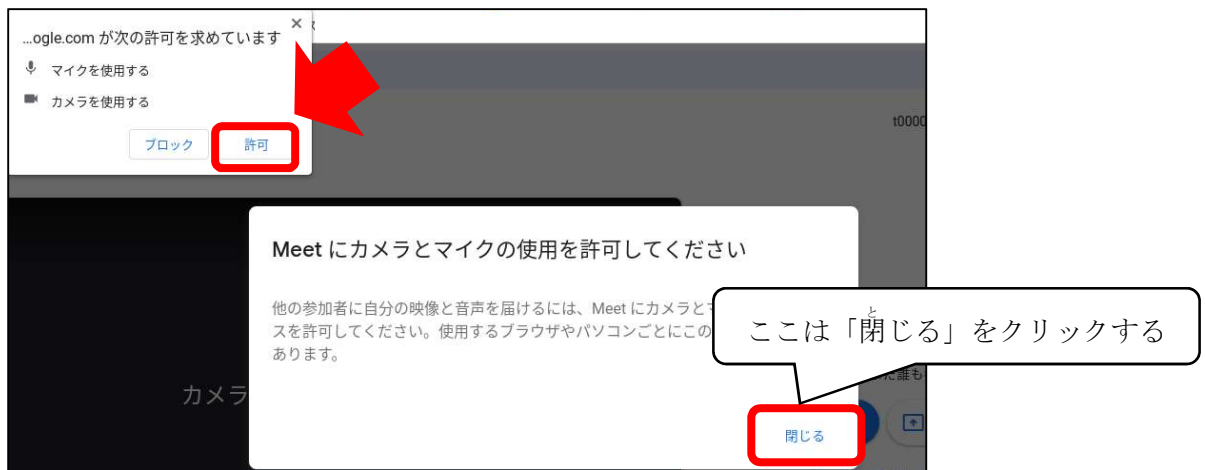 ...ogle.com が次の許可を求めています
マイクを使用する
カメラを使用する
ブロック
許可
t0000
Meet にカメラとマイクの使用を許可してください
他の参加者に自分の映像と音声を届けるには、Meet にカメラと
スを許可してください。使用するブラウザやパソコンごとにこの
あります。
と
ここは「閉じる」をクリックする
誰も
カメラ
閉じる